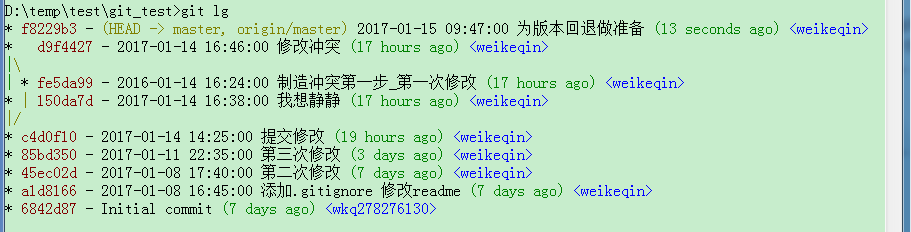 D:\temp\test\git_test>git lg
* f8229b3 - (HEAD -> master, origin/master) 2017-01-15 09:47:00 为版本回退做准备 (13 seconds ago) <weikeqin>
*   d9f4427 - 2017-01-14 16:46:00 修改冲突 (17 hours ago) <weikeqin>
|\
| * fe5da99 - 2016-01-14 16:24:00 制造冲突第一步_第一次修改 (17 hours ago) <weikeqin>
* | 150da7d - 2017-01-14 16:38:00 我想静静 (17 hours ago) <weikeqin>
|/
* c4d0f10 - 2017-01-14 14:25:00 提交修改 (19 hours ago) <weikeqin>
* 85bd350 - 2017-01-11 22:35:00 第三次修改 (3 days ago) <weikeqin>
* 45ec02d - 2017-01-08 17:40:00 第二次修改 (7 days ago) <weikeqin>
* a1d8166 - 2017-01-08 16:45:00 添加.gitignore 修改readme (7 days ago) <weikeqin>
* 6842d87 - Initial commit (7 days ago) <wkq278276130>